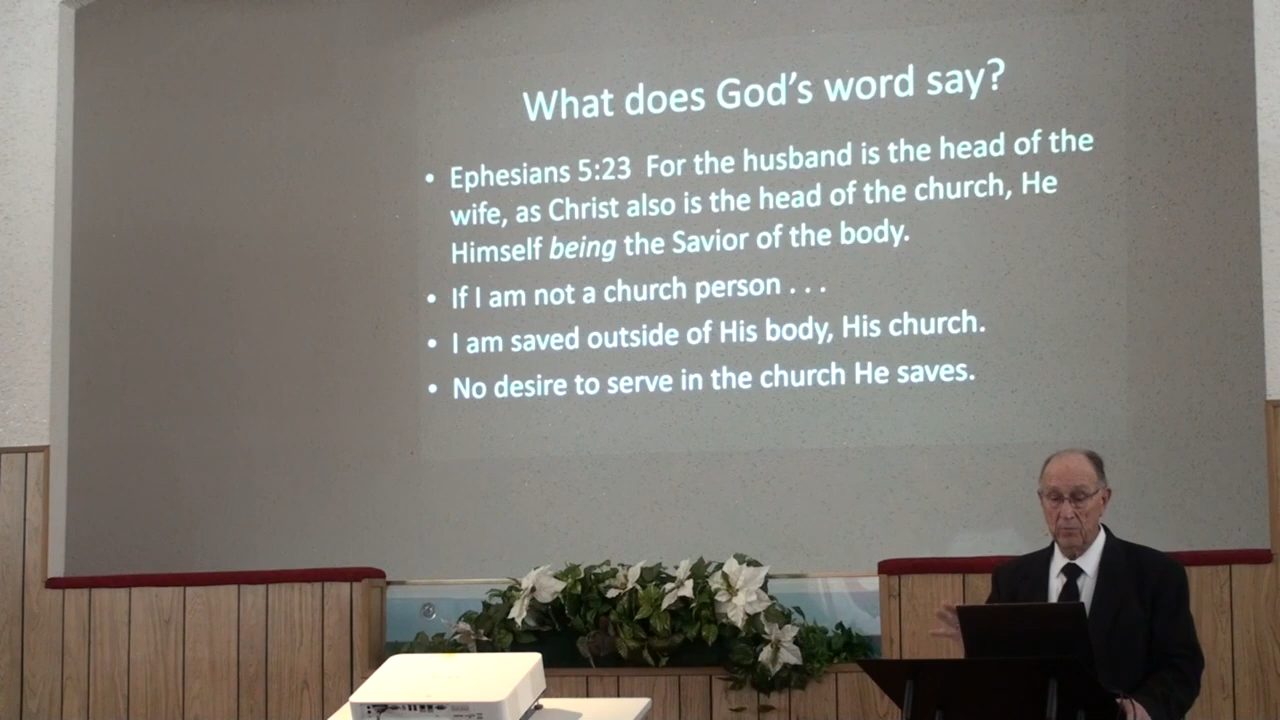 What does God's word say?
• Ephesians 5:23 For the husband is the head of the
wife, as Christ also is the head of the church, He
Himself being the Savior of the body.
• If I am not a church person . . .
• I am saved outside of His body, His church.
• No desire to serve in the church He saves.